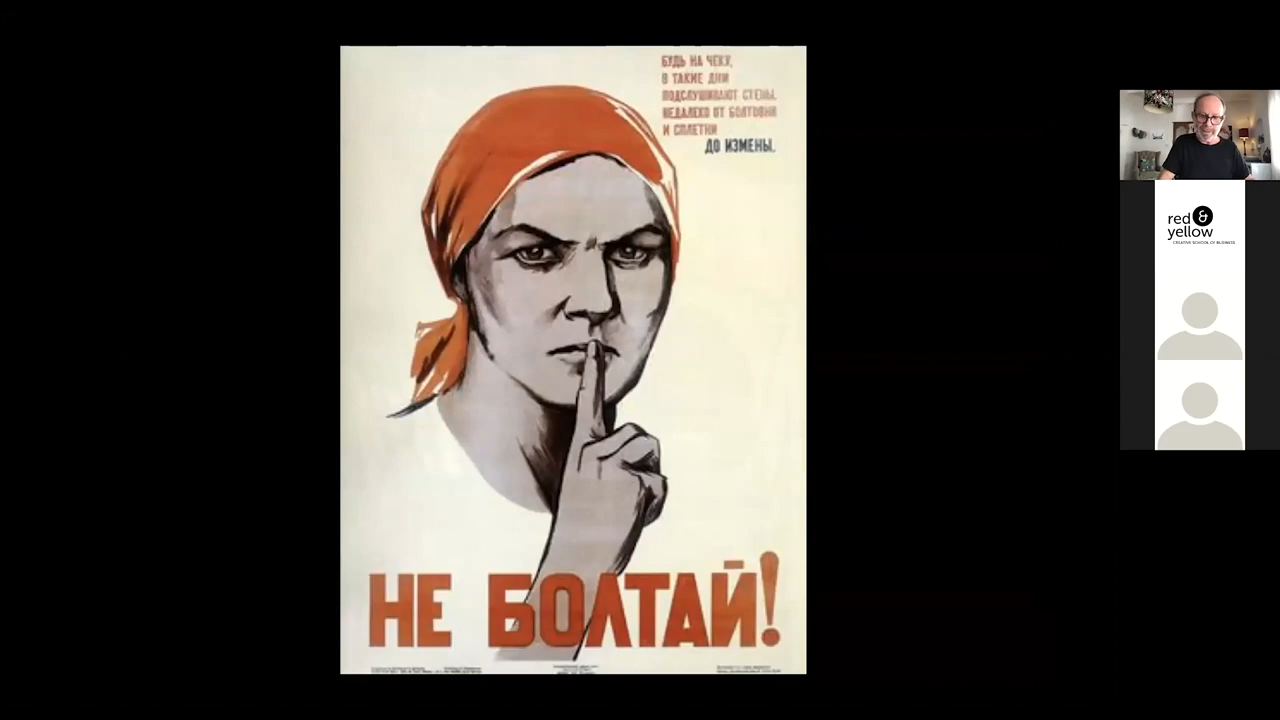 БУДЬ НА ЧЕКУ,
В ТАКИЕ ДНИ
ПОДСЛУШИВАЮТ СТЕНЫ.
НЕДАЛЕКО ОТ БОЛТОВНИ
И СПЛЕТНИ
ДО ИЗМЕНЫ.
НЕ БОЛТАЙ!
red &
yellow
CREATIVE SCHOOL OF BUSINESS